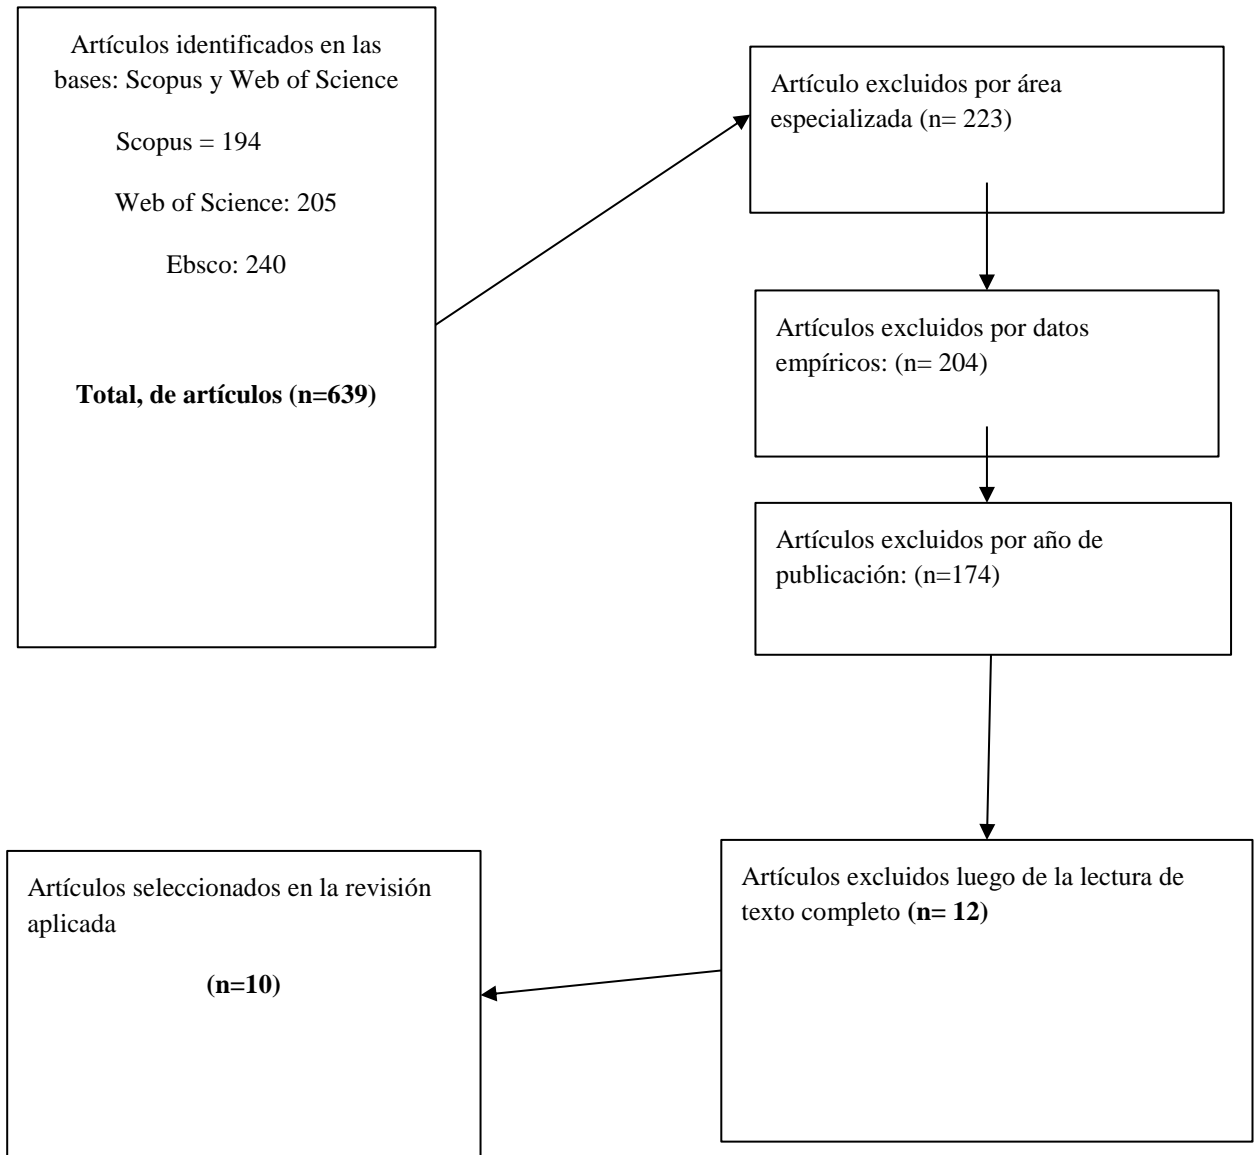 Artículos identificados en las
bases: Scopus y Web of Science
Scopus = 194
Web of Science: 205
Ebsco: 240
Total, de artículos (n=639)
Artículo excluidos por área
especializada (n= 223)
Artículos excluidos por datos
empíricos: (n= 204)
Artículos excluidos por año de
publicación: (n=174)
Artículos excluidos luego de la lectura de
texto completo (n= 12)
Artículos seleccionados en la revisión
aplicada
(n=10)